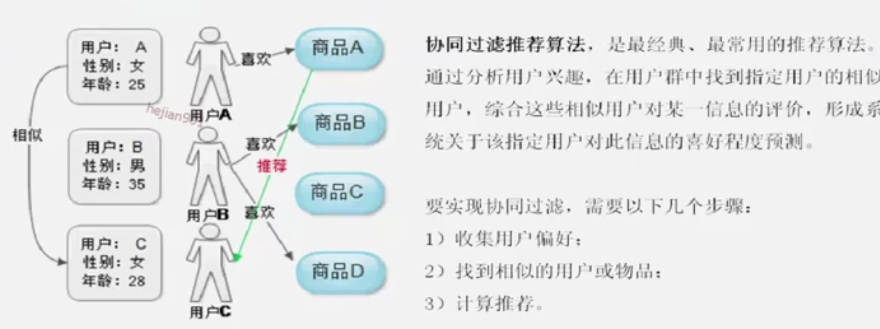 用户: A
性别: 女
年龄: 25
相似
用户: B
性别: 男
年龄: 35
用户: C
性别: 女
年龄: 28
用户A
用户B
用户C
喜欢
喜欢
推荐
喜欢
商品A
商品B
商品C
商品D
协同过滤推荐算法，是最经典、最常用的推荐算法。
通过分析用户兴趣，在用户群中找到指定用户的相似
用户，综合这些相似用户对某一信息的评价，形成系
统关于该指定用户对此信息的喜好程度预测。
要实现协同过滤，需要以下几个步骤：
1）收集用户偏好；
2）找到相似的用户或物品；
3）计算推荐。